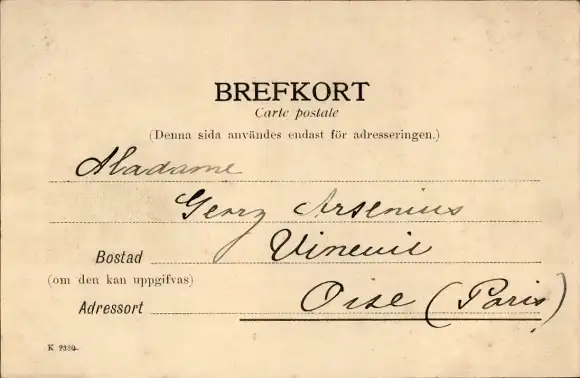 BREFKORT
Carte postale
(Denna sida användes endast för adresseringen.)
Madame
Georg Arsenius
Bostad Vineuil
(om den kan uppgifvas)
Adressort Oise (Paris)
K 2380